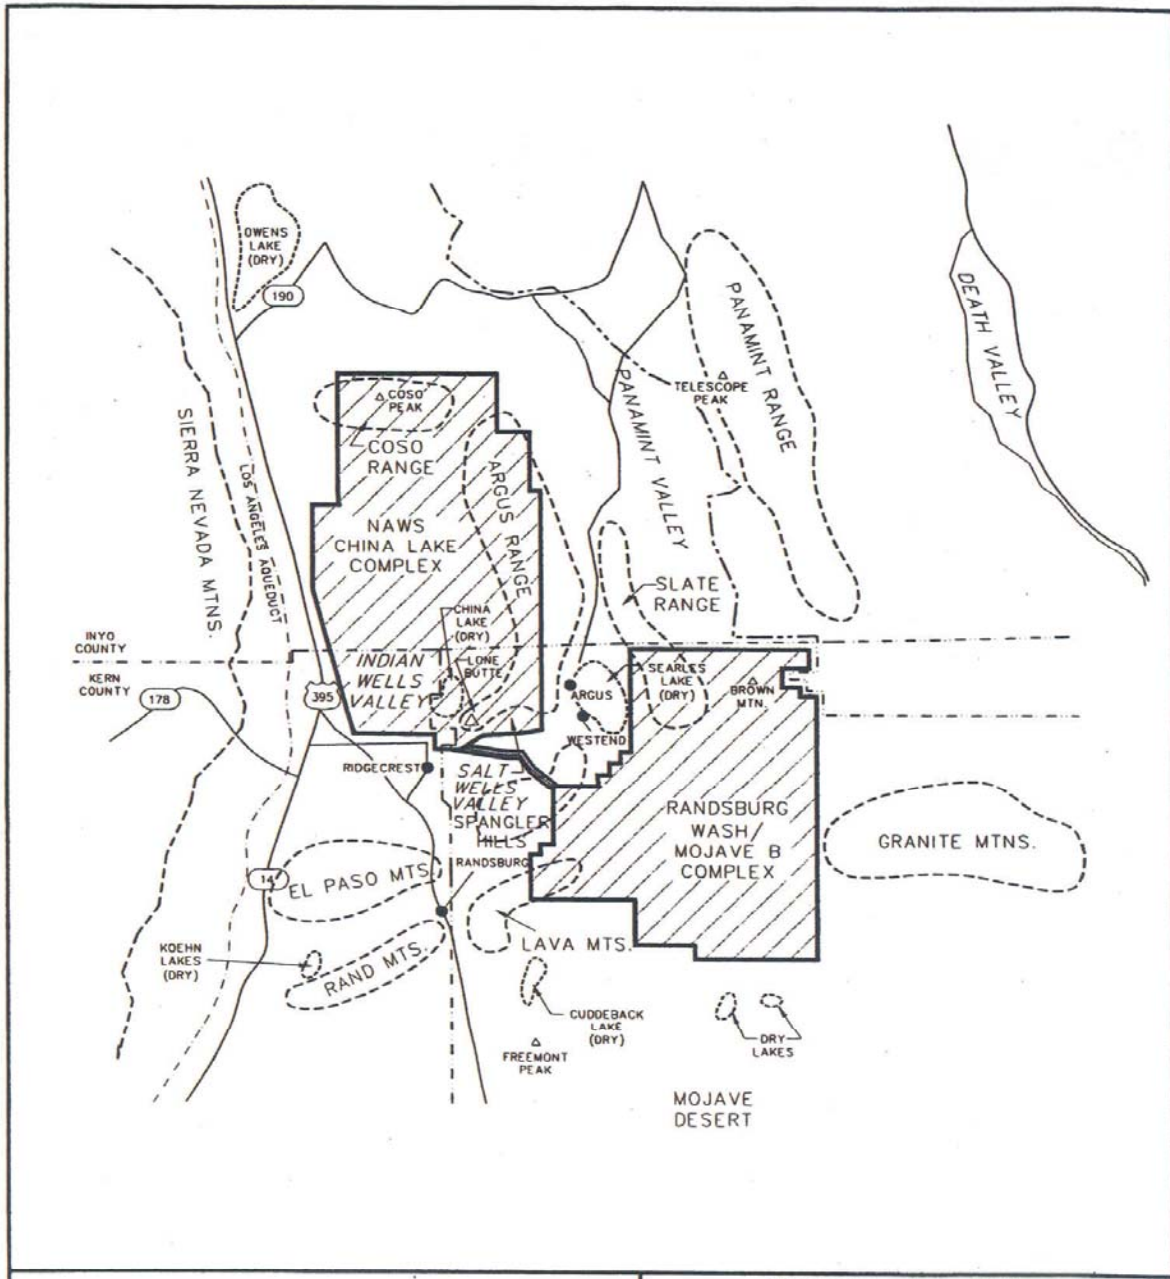 OWENS
LAKE
(DRY)
190
DEATH VALLEY
PANAMINT RANGE
TELESCOPE
PEAK
PANAMINT VALLEY
COSO
PEAK
COSO
RANGE
ARGUS RANGE
SIERRA NEVADA MTNS.
LOS ANGELES AQUEDUCT
NAWS
CHINA LAKE
COMPLEX
SLATE
RANGE
CHINA
LAKE
(DRY)
LONE
BUTTE
INYO
COUNTY
KERN
COUNTY
178
395
INDIAN
WELLS
VALLEY
SEARLES
LAKE
(DRY)
ARGUS
WESTEND
BROWN
MTN.
RIDGECREST
SALT
WELLS
VALLEY
SPANGLER
HILLS
RANDSBURG
RANDSBURG
WASH/
MOJAVE B
COMPLEX
GRANITE MTNS.
14
EL PASO MTS.
KOEHN
LAKES
(DRY)
RAND MTS.
LAVA MTS.
CUDDEBACK
LAKE
(DRY)
FREEMONT
PEAK
DRY
LAKES
MOJAVE
DESERT